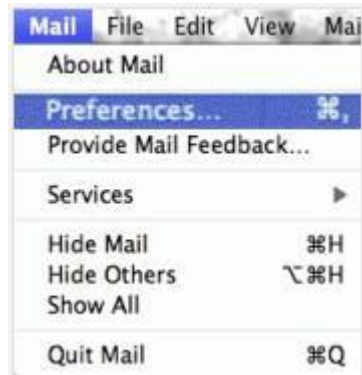 Mail File Edit View Mai
About Mail
Preferences... ⌘,
Provide Mail Feedback...
Services ▶
Hide Mail ⌘H
Hide Others ⌥⌘H
Show All
Quit Mail ⌘Q